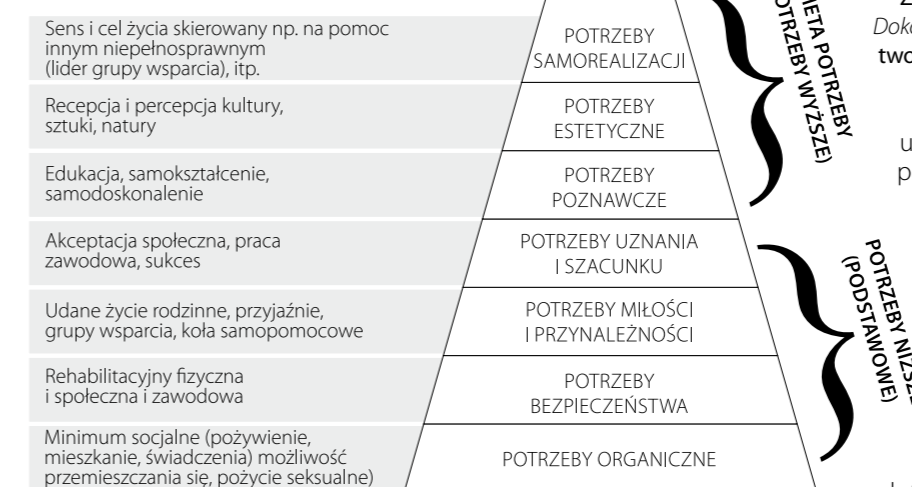 Sens i cel życia skierowany np. na pomoc
innym niepełnosprawnym
(lider grupy wsparcia), itp.
POTRZEBY
SAMOREALIZACJI
Recepcja i percepcja kultury,
sztuki, natury
POTRZEBY
ESTETYCZNE
Edukacja, samokształcenie,
samodoskonalenie
POTRZEBY
POZNAWCZE
META POTRZEBY
POTRZEBY WYŻSZE)
Akceptacja społeczna, praca
zawodowa, sukces
POTRZEBY UZNANIA
I SZACUNKU
Udane życie rodzinne, przyjaźnie,
grupy wsparcia, koła samopomocowe
POTRZEBY MIŁOŚCI
I PRZYNALEŻNOŚCI
Rehabilitacyjny fizyczna
i społeczna i zawodowa
POTRZEBY
BEZPIECZEŃSTWA
Minimum socjalne (pożywienie,
mieszkanie, świadczenia) możliwość
przemieszczania się, pożycie seksualne)
POTRZEBY ORGANICZNE
POTRZEBY NIŻSZE
(PODSTAWOWE)